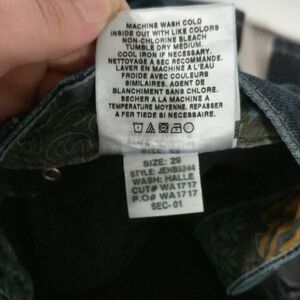 MACHINE WASH COLD
INSIDE OUT WITH LIKE COLORS
NON-CHLORINE BLEACH
TUMBLE DRY MEDIUM.
COOL IRON IF NECESSARY.
NETTOYAGE A SEC RECOMMANDE.
LAVER EN MACHINE A L'EAU
FROIDE AVEC COULEURS
SIMILAIRES, AGENT DE
BLANCHIMENT SANS CHLORE.
SECHER A LA MACHINE A
TEMPERATURE MOYENNE. REPASSER
A FER TIEDE SI NECESSAIRE.
SIZE: 29
STYLE: JEHB6244
WASH: HALLE
CUT# WA1717
P.O# WA1717
SEC-01